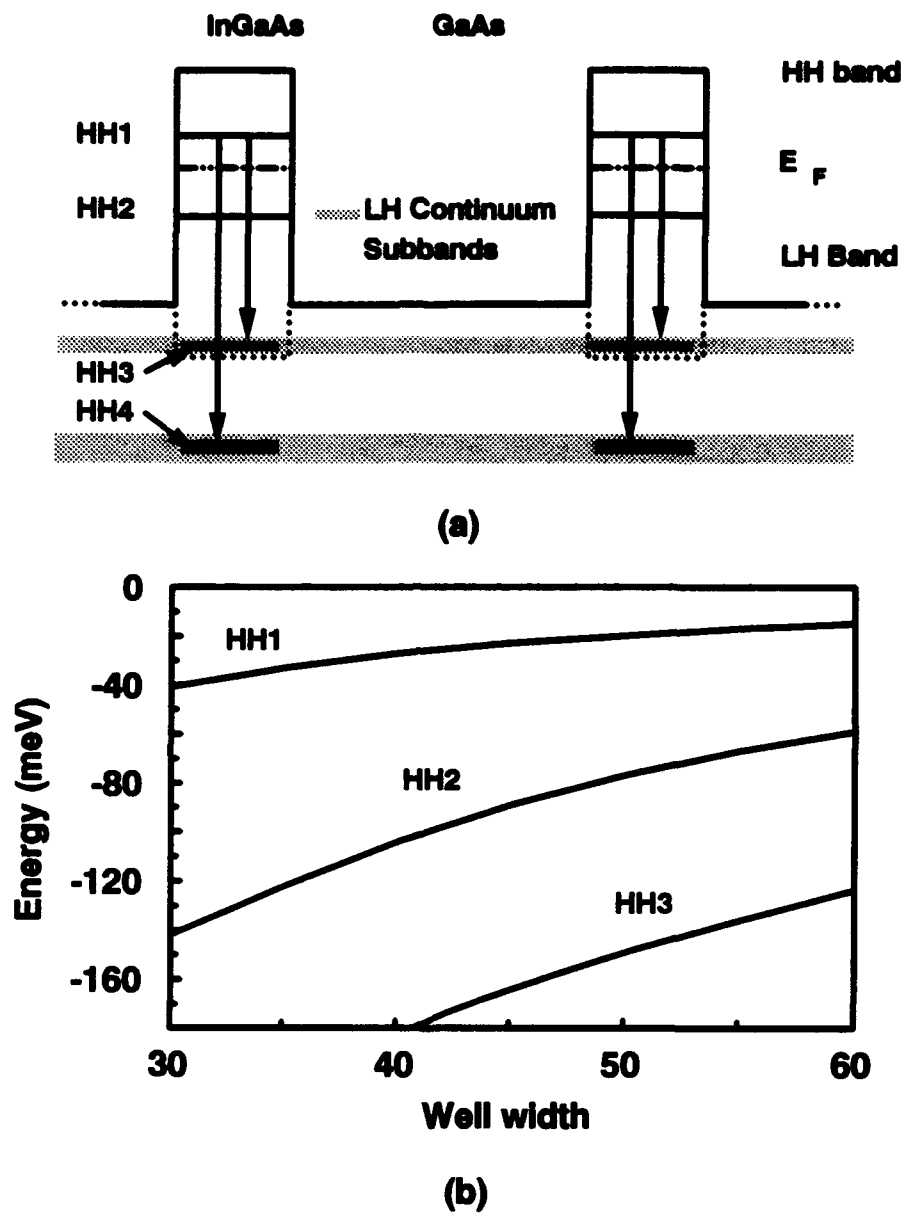 InGaAs GaAs
HH band
HH1
E F
HH2
LH Continuum
Subbands
LH Band
HH3
HH4
(a)
0
-40
-80
-120
-160
Energy (meV)
HH1
HH2
HH3
30 40 50 60
Well width
(b)